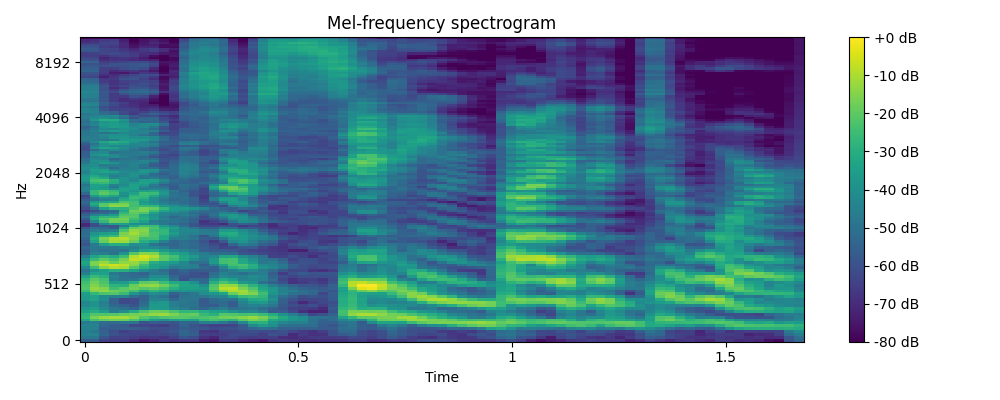 Mel-frequency spectrogram
Hz
8192
4096
2048
1024
512
0
0
0.5
1
1.5
Time
+0 dB
-10 dB
-20 dB
-30 dB
-40 dB
-50 dB
-60 dB
-70 dB
-80 dB